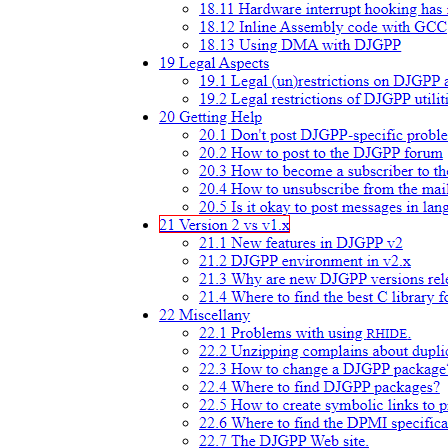 18.11 Hardware interrupt hooking has
18.12 Inline Assembly code with GCC
18.13 Using DMA with DJGPP
19 Legal Aspects
19.1 Legal (un)restrictions on DJGPP
19.2 Legal restrictions of DJGPP
20 Getting Help
20.1 Don't post DJGPP-specific
20.2 How to post to the DJGPP forum
20.3 How to become a subscriber to
20.4 How to unsubscribe from the
20.5 Is it okay to post messages in
21 Version 2 vs v1.x
21.1 New features in DJGPP v2
21.2 DJGPP environment in v2.x
21.3 Why are new DJGPP versions
21.4 Where to find the best C library
22 Miscellany
22.1 Problems with using RHIDE.
22.2 Unzipping complains about
22.3 How to change a DJGPP package
22.4 Where to find DJGPP packages?
22.5 How to create symbolic links to
22.6 Where to find the DPMI
22.7 The DJGPP Web site.